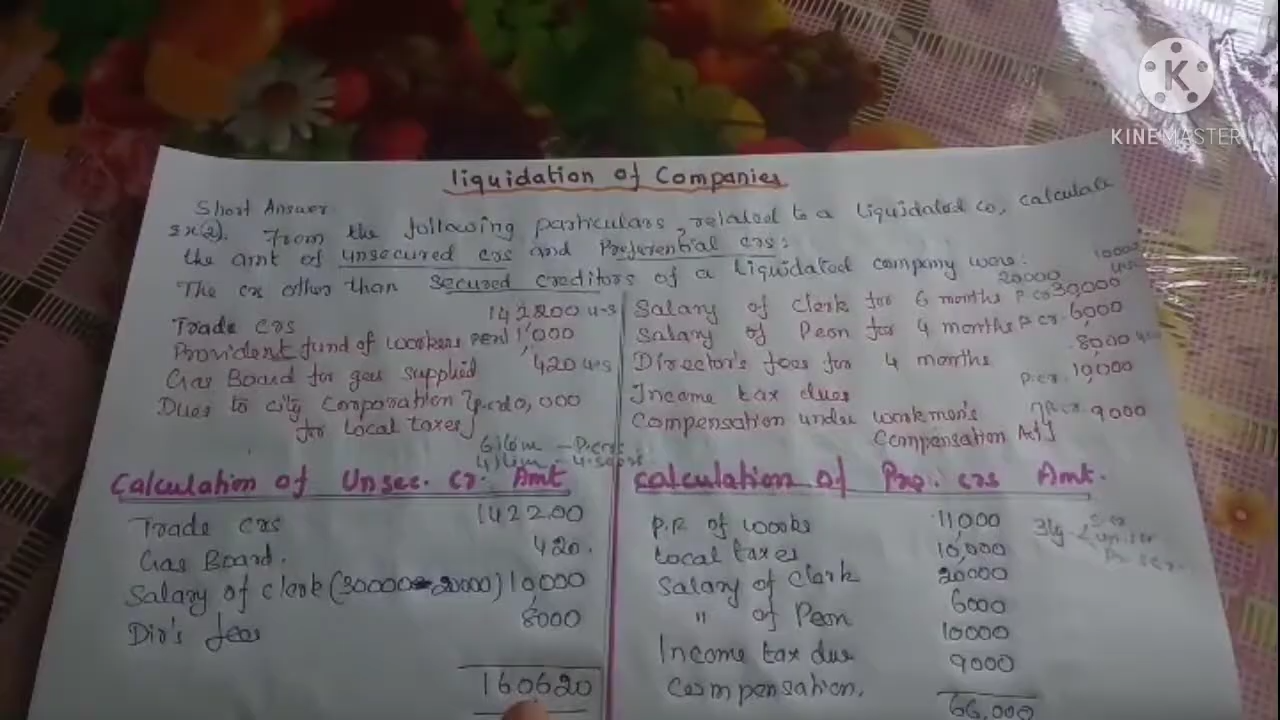 KINEMASTER
liquidation of Companies
Short Answer
Ex(2). From the following particulars, related to a liquidated co, calculate
the amt of unsecured crs and Preferential crs:
The crs other than Secured creditors of a liquidated company were:
Trade crs 142200 u.s
Provident fund of workers 11,000
Gas Board for gas supplied 420 u.s
Dues to city Corporation p.cr 10,000
for local taxes
20000
10000
Salary of clerk for 6 months p.cr 30,000
Salary of Peon for 4 months p.cr. 6,000
Director's fees for 4 months 8000
Income tax dues p.cr. 10,000
Compensation under workmen's p.cr. 9000
Compensation Act
Calculation of Unsec. cr. Amt
Trade crs 142200
Gas Board. 420.
Salary of clerk (30000-20000) 10,000
Dir's fees 8000
160620
Calculation of Pre. crs Amt.
P.F of works 11000
Local taxes 10,000
Salary of Clark 20000
" of Peon 6000
Income tax due 10000
Compensation. 9000
66,000